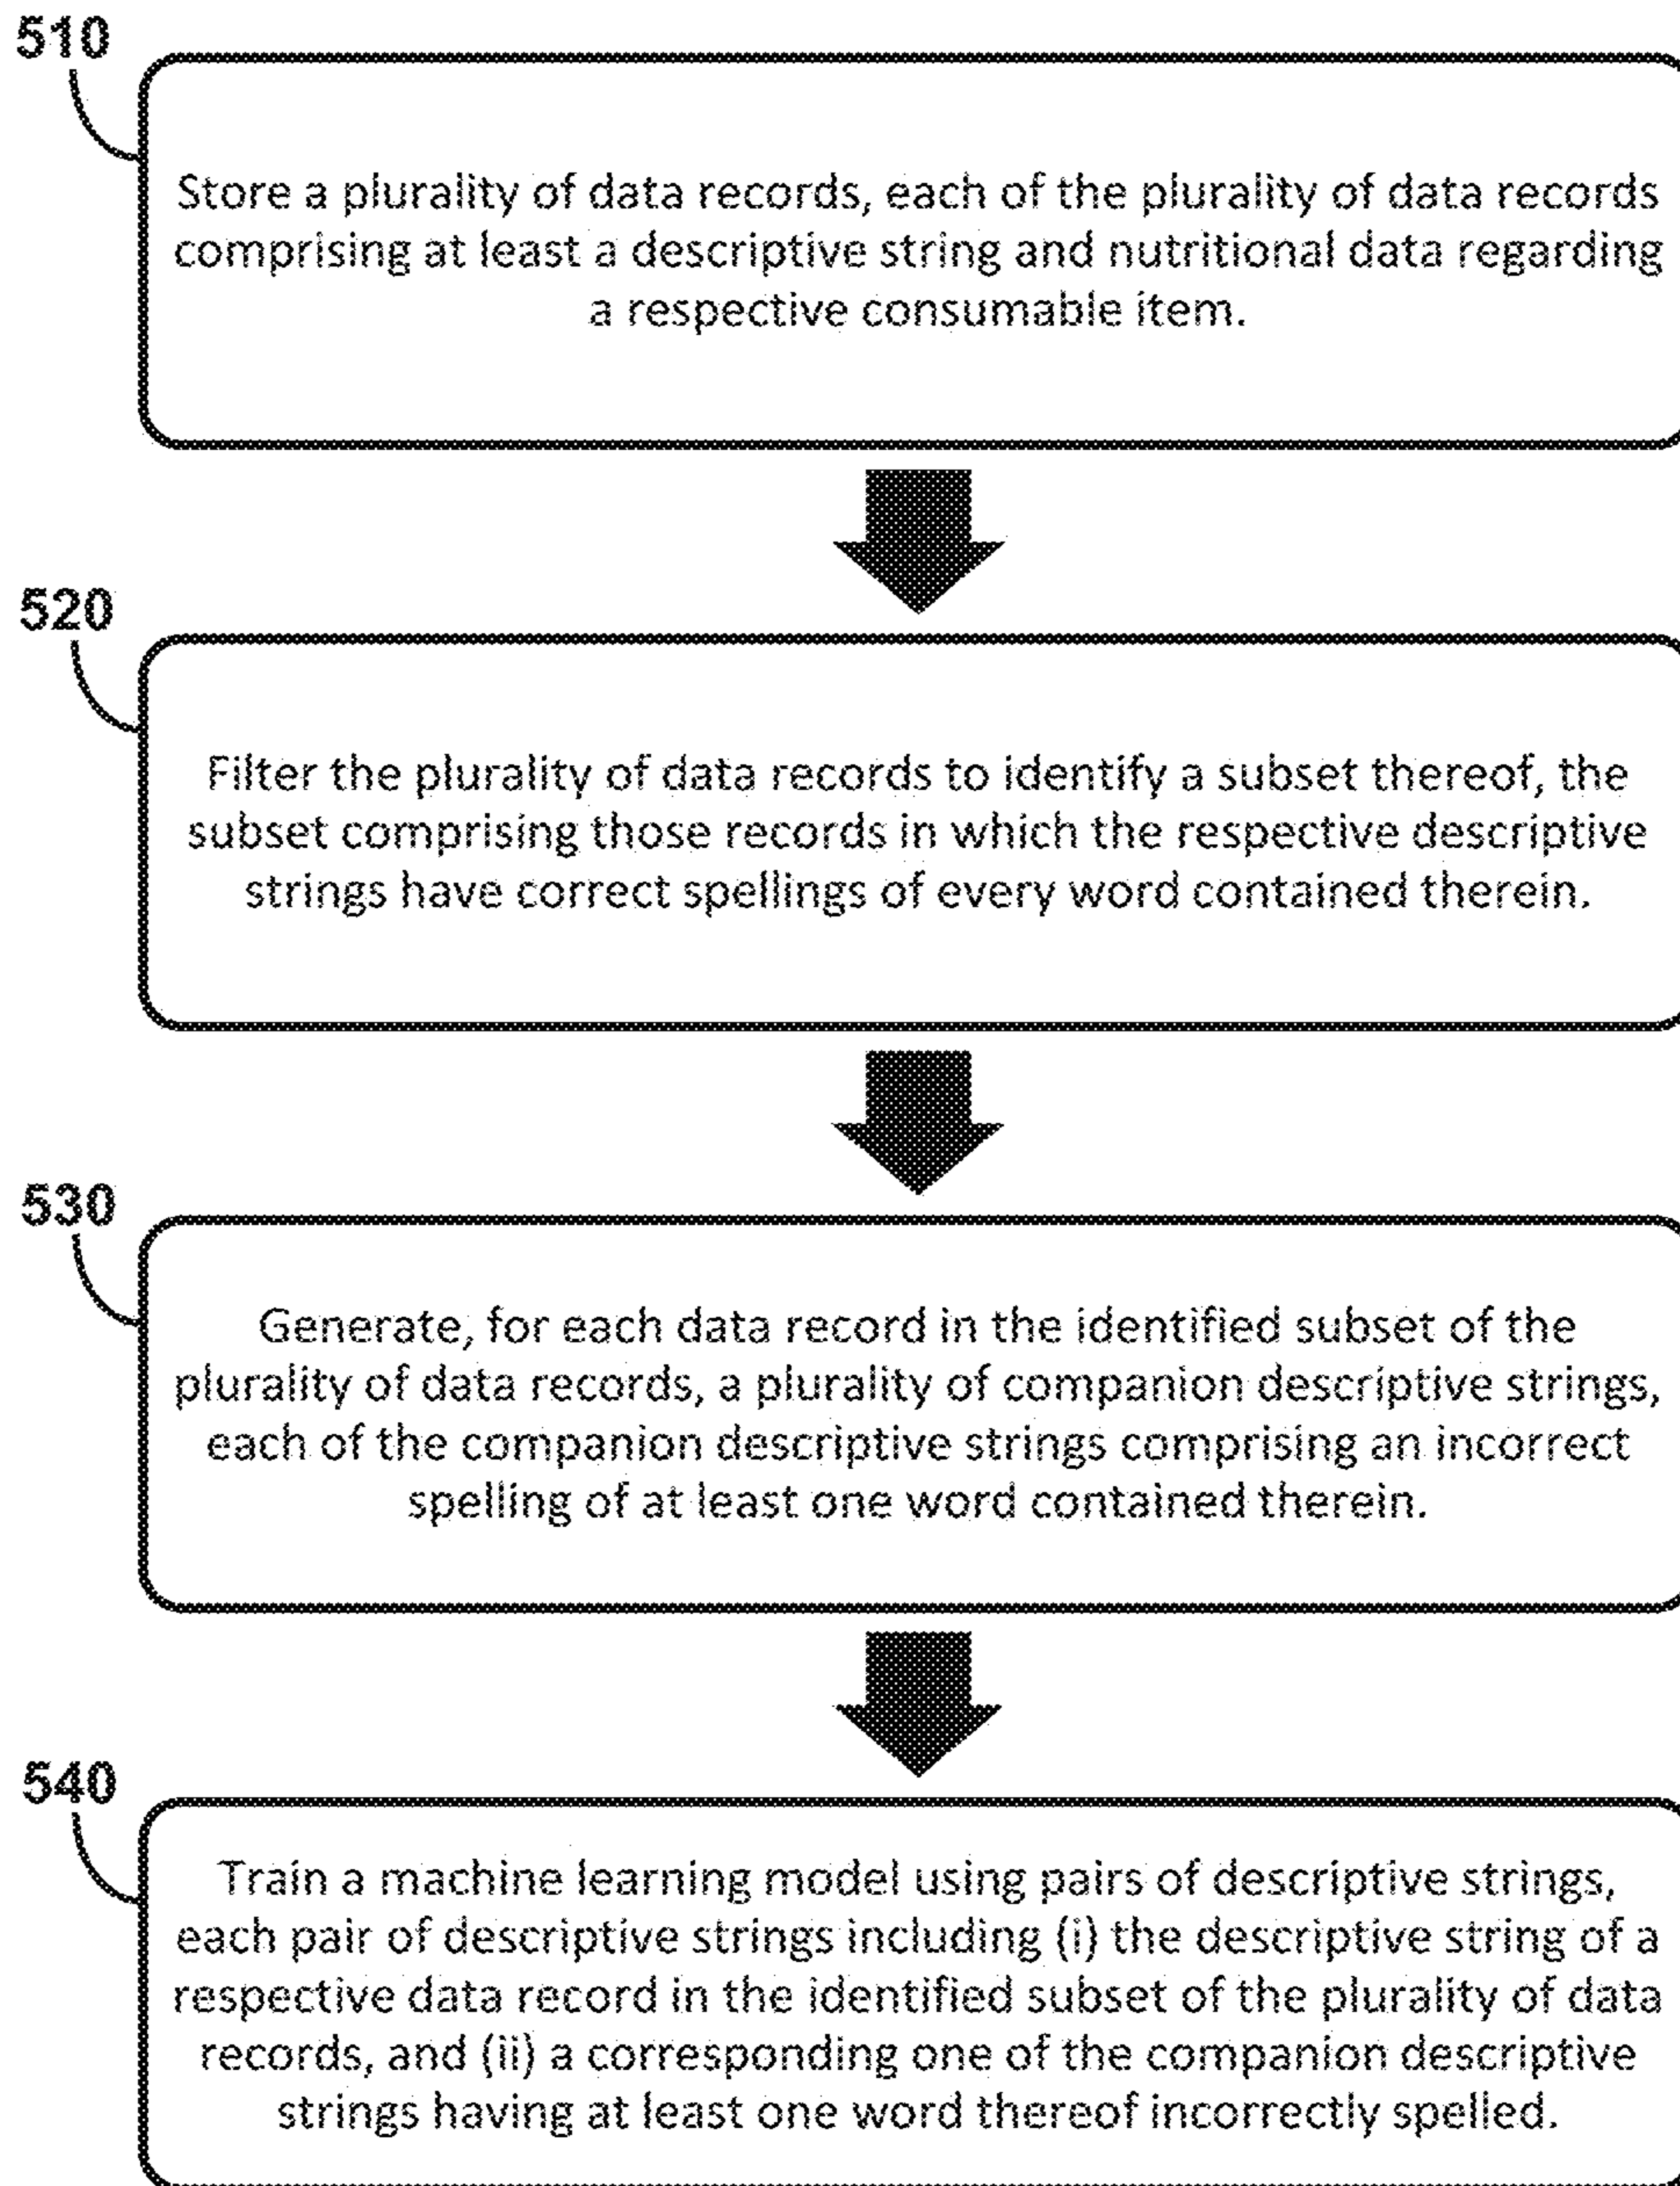 510
Store a plurality of data records, each of the plurality of data records
comprising at least a descriptive string and nutritional data regarding
a respective consumable item.
520
Filter the plurality of data records to identify a subset thereof, the
subset comprising those records in which the respective descriptive
strings have correct spellings of every word contained therein.
530
Generate, for each data record in the identified subset of the
plurality of data records, a plurality of companion descriptive strings,
each of the companion descriptive strings comprising an incorrect
spelling of at least one word contained therein.
540
Train a machine learning model using pairs of descriptive strings,
each pair of descriptive strings including (i) the descriptive string of a
respective data record in the identified subset of the plurality of data
records, and (ii) a corresponding one of the companion descriptive
strings having at least one word thereof incorrectly spelled.